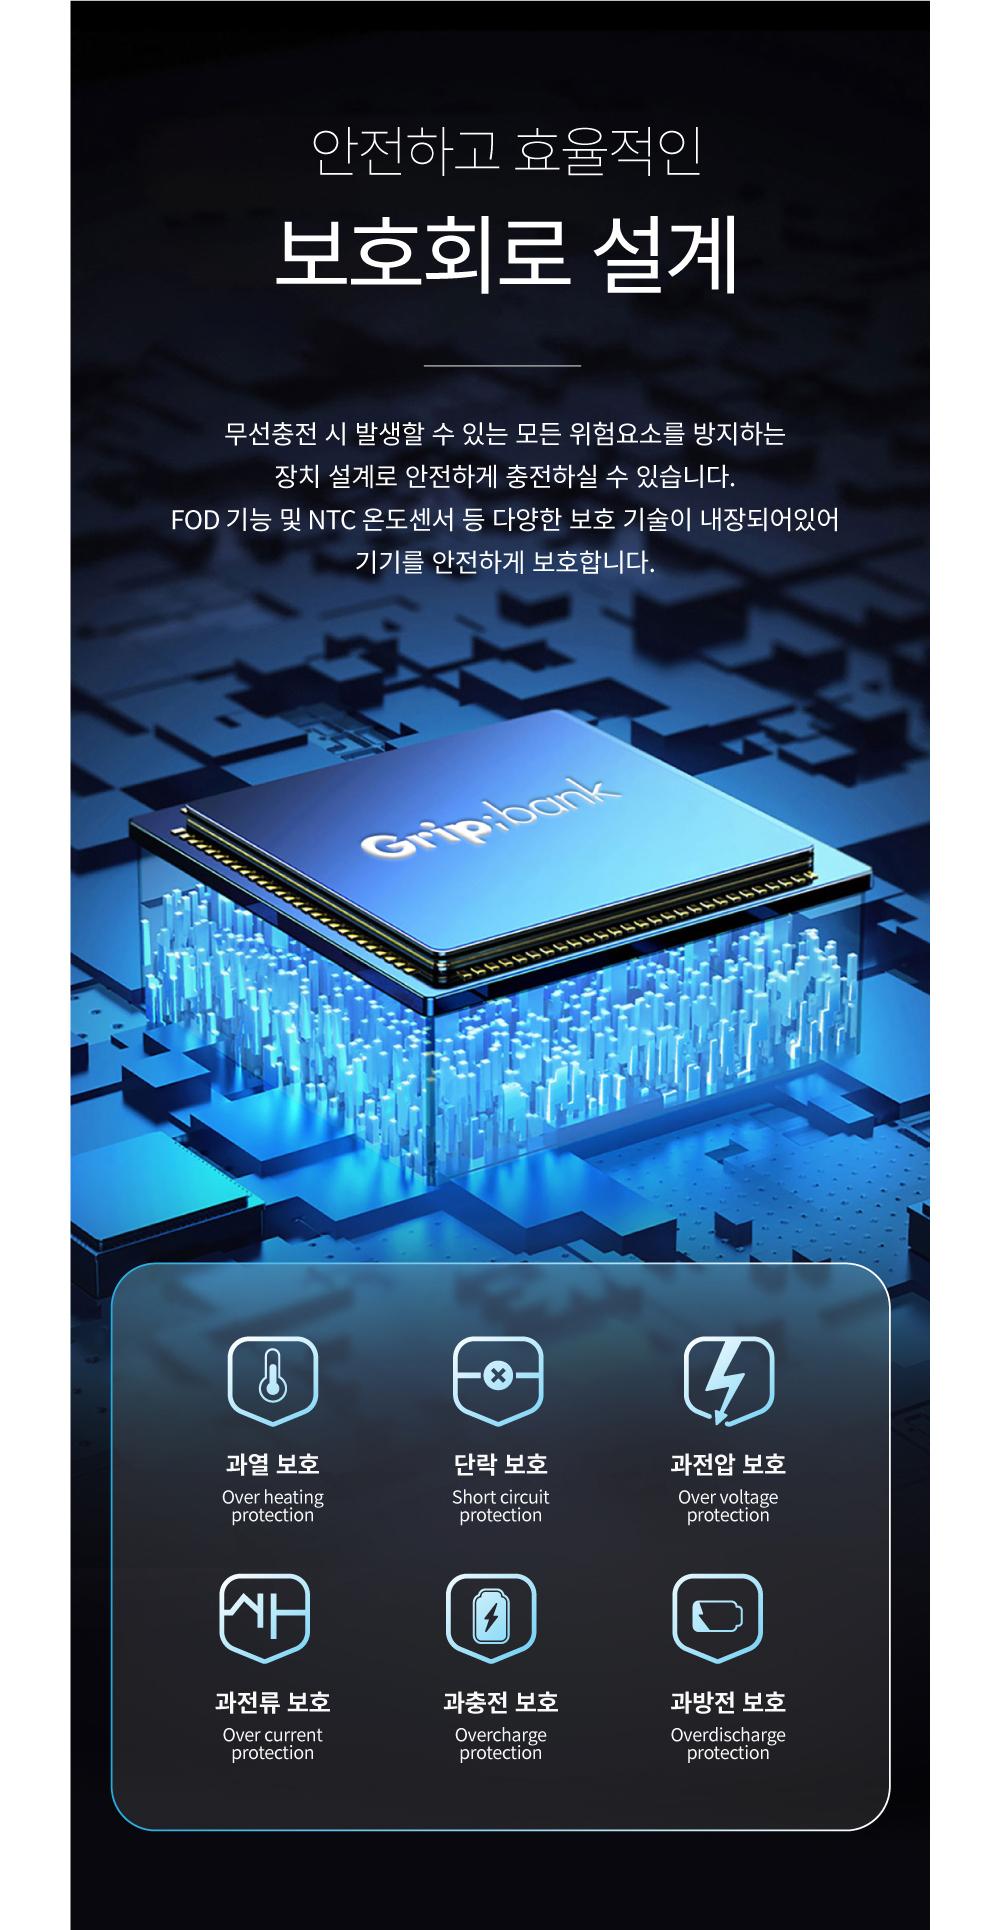 안전하고 효율적인
보호회로 설계
무선충전 시 발생할 수 있는 모든 위험요소를 방지하는
장치 설계로 안전하게 충전하실 수 있습니다.
FOD 기능 및 NTC 온도센서 등 다양한 보호 기술이 내장되어있어
기기를 안전하게 보호합니다.
Grip;bank
과열 보호
Over heating
protection
단락 보호
Short circuit
protection
과전압 보호
Over voltage
protection
과전류 보호
Over current
protection
과충전 보호
Overcharge
protection
과방전 보호
Overdischarge
protection